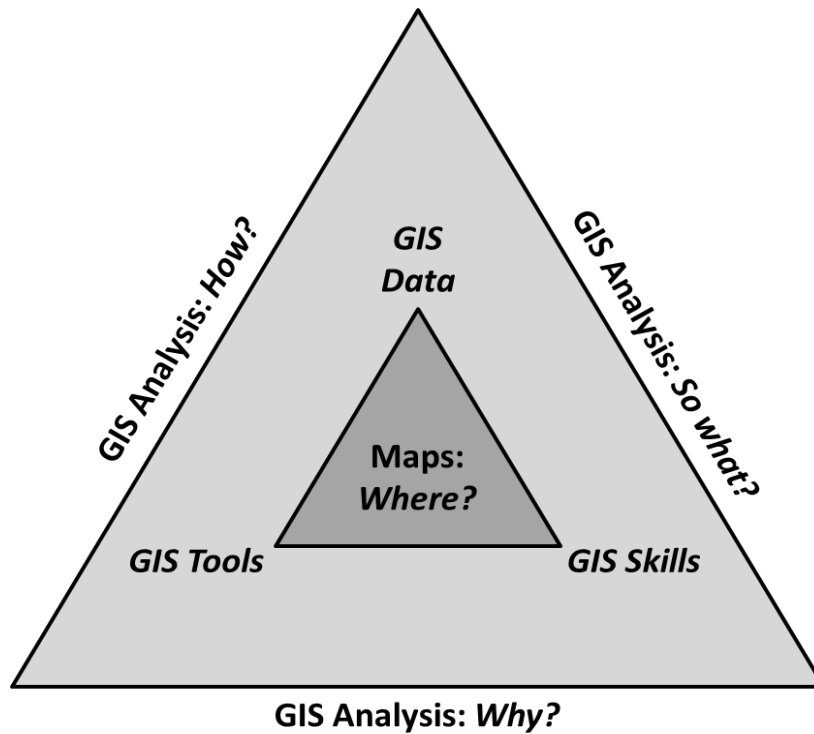 GIS
Data
GIS Analysis: How?
GIS Analysis: So what?
Maps:
Where?
GIS Tools
GIS Skills
GIS Analysis: Why?